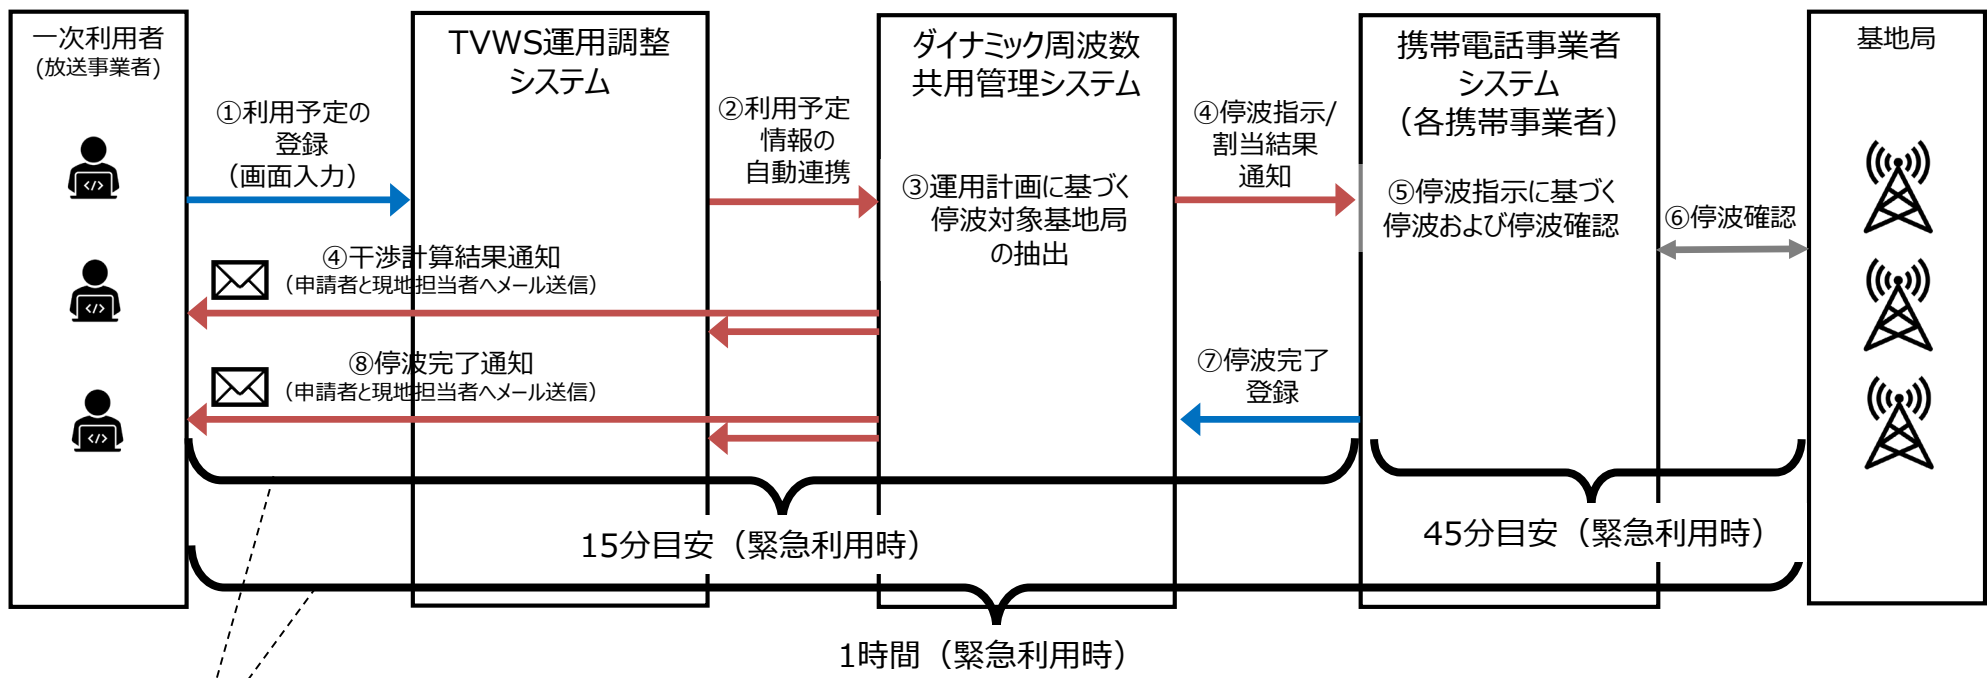 一次利用者
(放送事業者)
TVWS運用調整
システム
ダイナミック周波数
共用管理システム
携帯電話事業者
システム
（各携帯事業者）
基地局
①利用予定の
登録
（画面入力）
②利用予定
情報の
自動連携
③運用計画に基づく
停波対象基地局
の抽出
④停波指示/
割当結果
通知
⑤停波指示に基づく
停波および停波確認
⑥停波確認
④干渉計算結果通知
（申請者と現地担当者へメール送信）
⑧停波完了通知
（申請者と現地担当者へメール送信）
⑦停波完了
登録
15分目安（緊急利用時）
45分目安（緊急利用時）
1時間（緊急利用時）